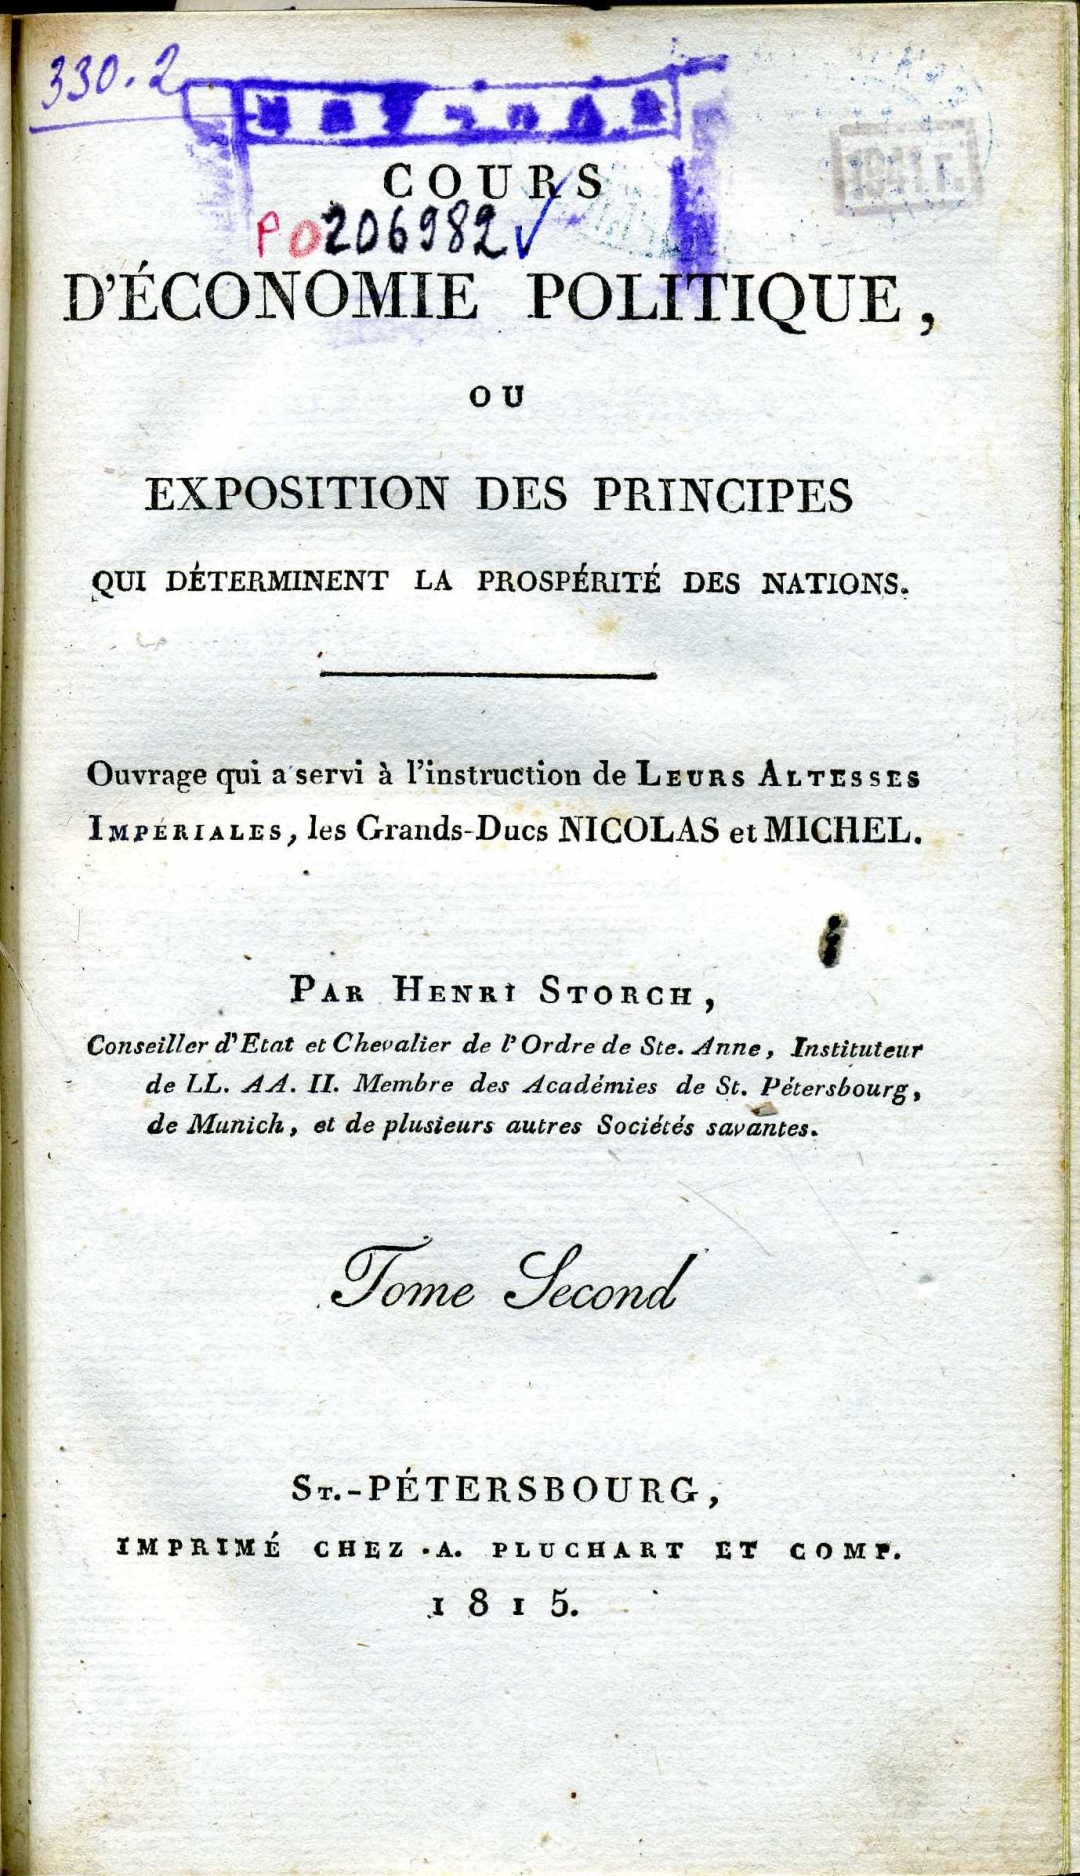 330.2
COURS
PO206982✓
D'ÉCONOMIE POLITIQUE,
OU
EXPOSITION DES PRINCIPES
QUI DÉTERMINENT LA PROSPÉRITÉ DES NATIONS.
Ouvrage qui a servi à l'instruction de LEURS ALTESSES
IMPÉRIALES, les Grands-Ducs NICOLAS et MICHEL.
PAR HENRI STORCH,
Conseiller d'Etat et Chevalier de l'Ordre de Ste. Anne, Instituteur
de LL. AA. II. Membre des Académies de St. Pétersbourg,
de Munich, et de plusieurs autres Sociétés savantes.
Tome Second
ST.-PÉTERSBOURG,
IMPRIMÉ CHEZ A. PLUCHART ET COMP.
1815.